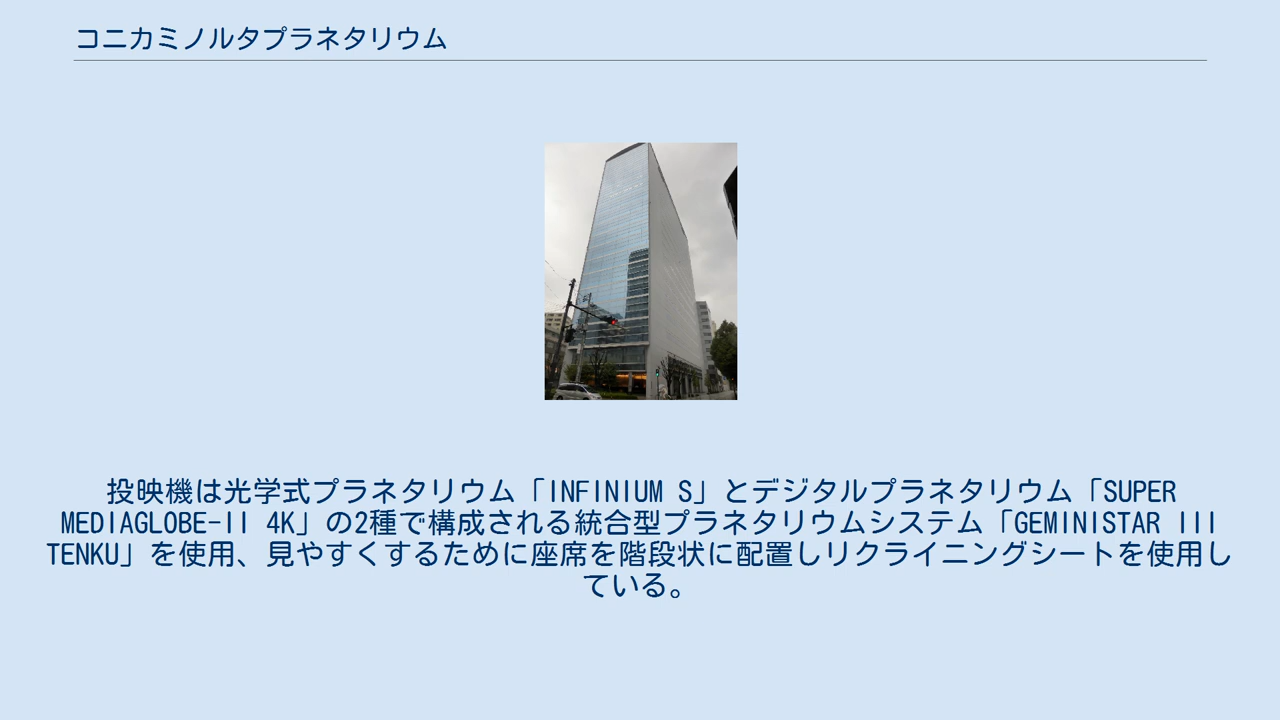 コニカミノルタプラネタリウム
投映機は光学式プラネタリウム「INFINIUM S」とデジタルプラネタリウム「SUPER
MEDIAGLOBE-II 4K」の2種で構成される統合型プラネタリウムシステム「GEMINISTAR III
TENKU」を使用、見やすくするために座席を階段状に配置しリクライニングシートを使用し
ている。